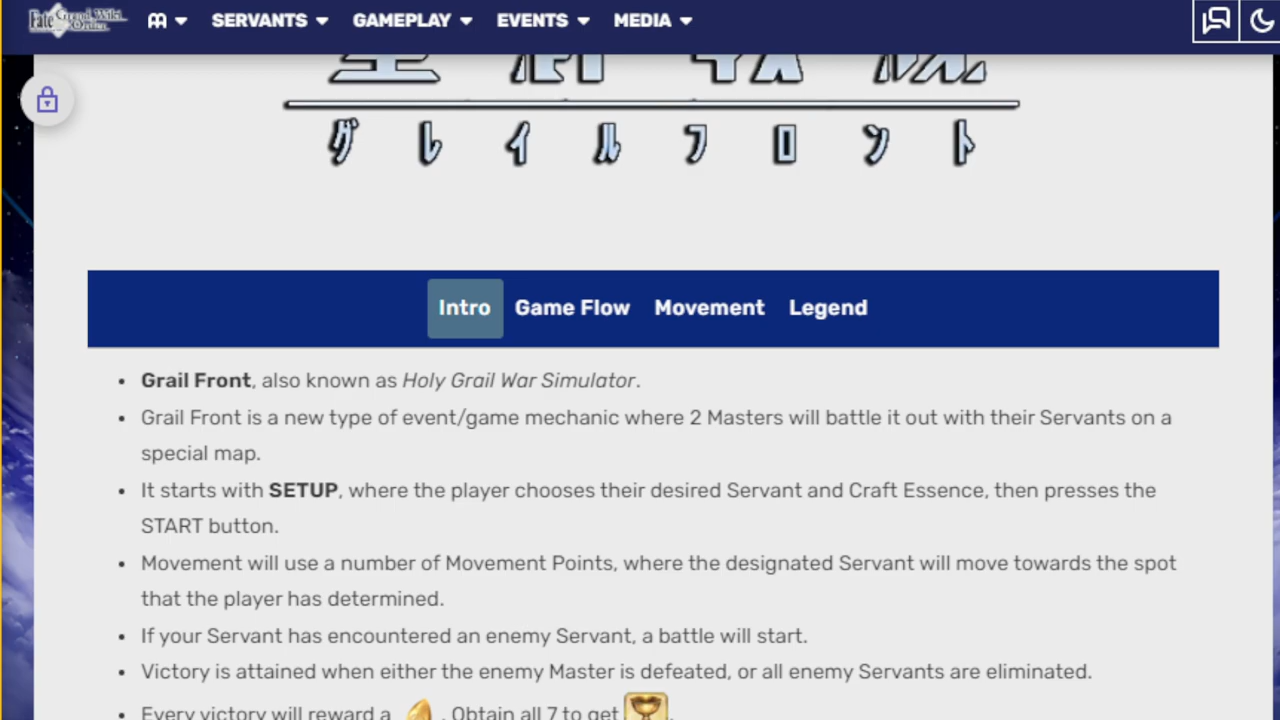 Fate Grand Order Wiki
SERVANTS
GAMEPLAY
EVENTS
MEDIA
グレイルフロント
Intro
Game Flow
Movement
Legend
• Grail Front, also known as Holy Grail War Simulator.
• Grail Front is a new type of event/game mechanic where 2 Masters will battle it out with their Servants on a
special map.
• It starts with SETUP, where the player chooses their desired Servant and Craft Essence, then presses the
START button.
• Movement will use a number of Movement Points, where the designated Servant will move towards the spot
that the player has determined.
• If your Servant has encountered an enemy Servant, a battle will start.
• Victory is attained when either the enemy Master is defeated, or all enemy Servants are eliminated.
• Every victory will reward a . Obtain all 7 to get .